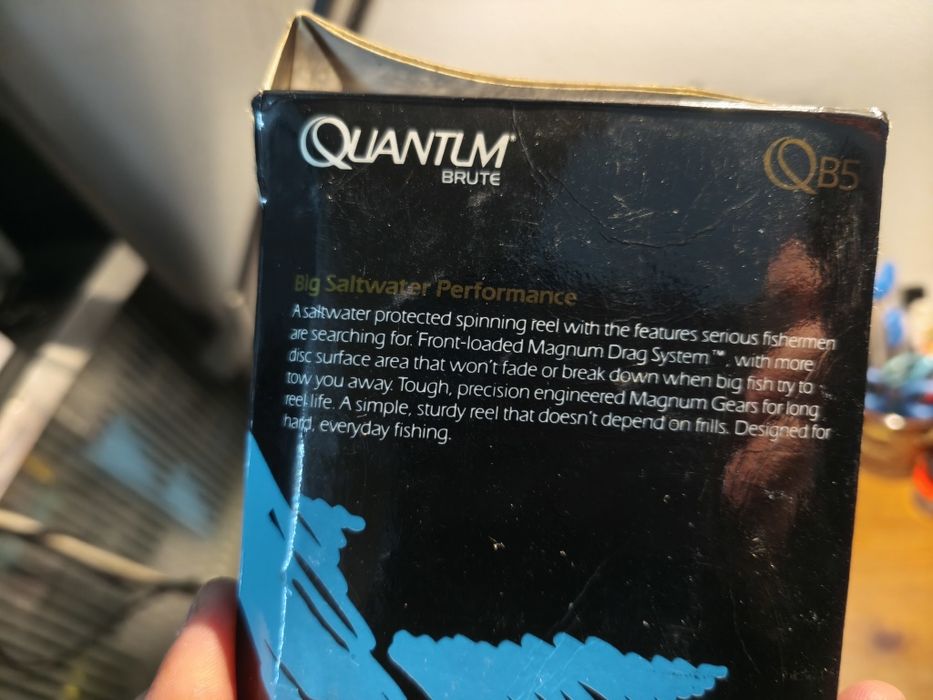 QUANTUM®
BRUTE
QB5
Big Saltwater Performance
A saltwater protected spinning reel with the features serious fishermen
are searching for. Front-loaded Magnum Drag System™, with more
disc surface area that won't fade or break down when big fish try to
tow you away. Tough, precision engineered Magnum Gears for long
reel life. A simple, sturdy reel that doesn't depend on frills. Designed for
hard, everyday fishing.